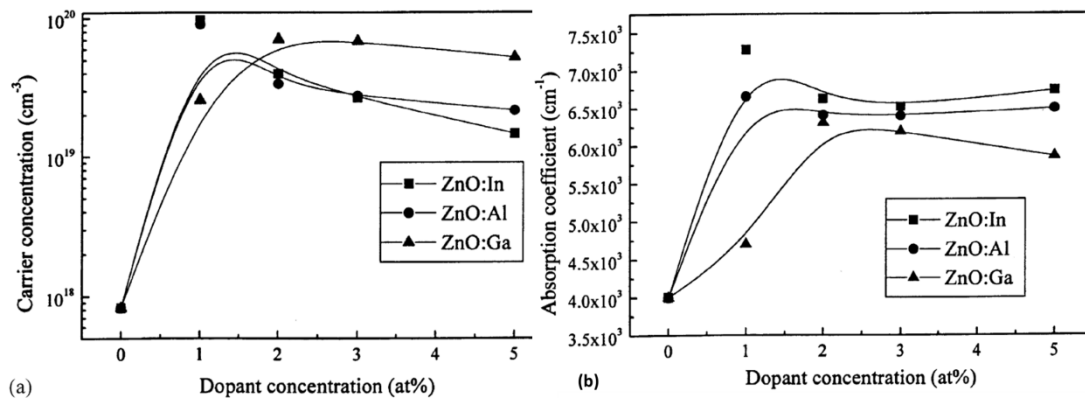 10²⁰
10¹⁹
10¹⁸
Carrier concentration (cm⁻³)
ZnO:In
ZnO:Al
ZnO:Ga
0 1 2 3 4 5
Dopant concentration (at%)
(a)
7.5x10³
7.0x10³
6.5x10³
6.0x10³
5.5x10³
5.0x10³
4.5x10³
4.0x10³
3.5x10³
Absorption coefficient (cm⁻¹)
ZnO:In
ZnO:Al
ZnO:Ga
0 1 2 3 4 5
Dopant concentration (at%)
(b)